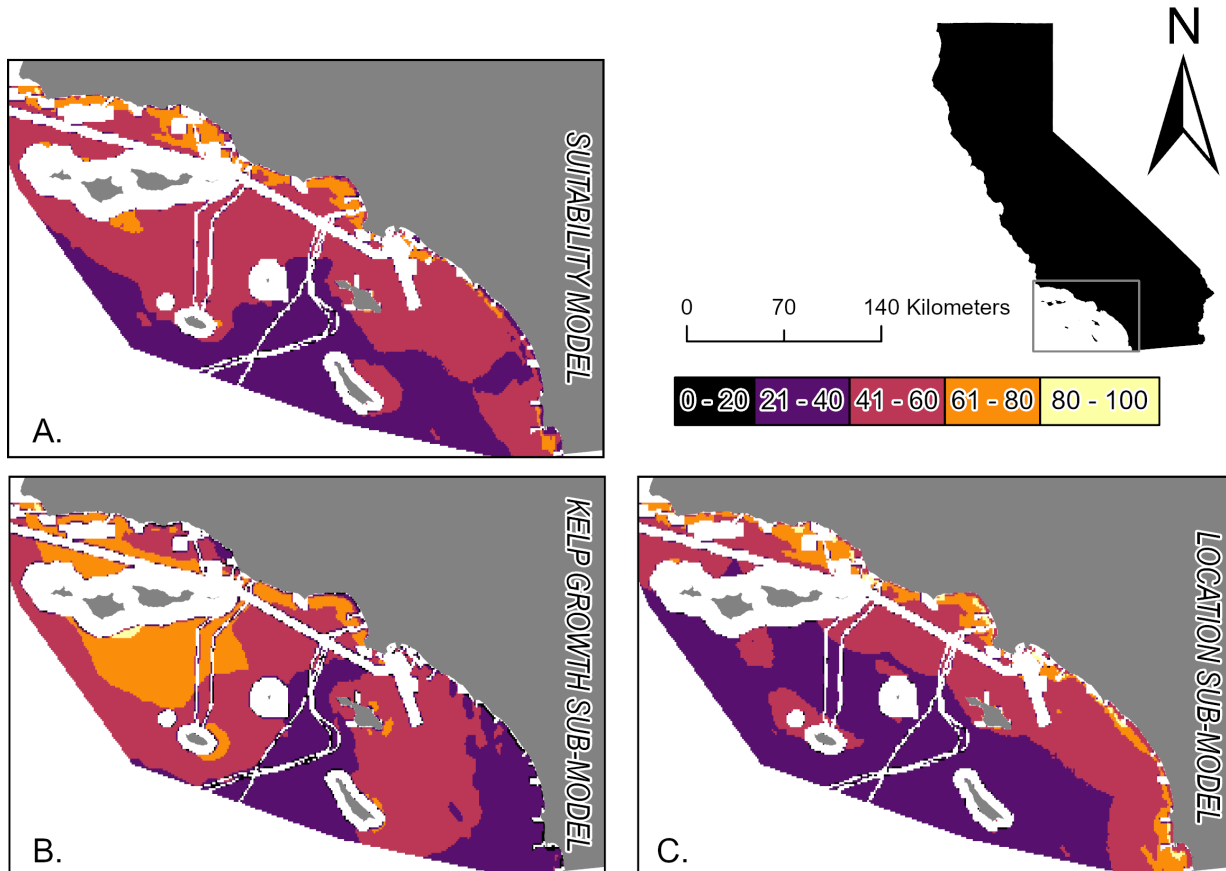 SUITABILITY MODEL
A.
N
0 70 140 Kilometers
0 - 20 21 - 40 41 - 60 61 - 80 80 - 100
KELP GROWTH SUB-MODEL
B.
LOCATION SUB-MODEL
C.